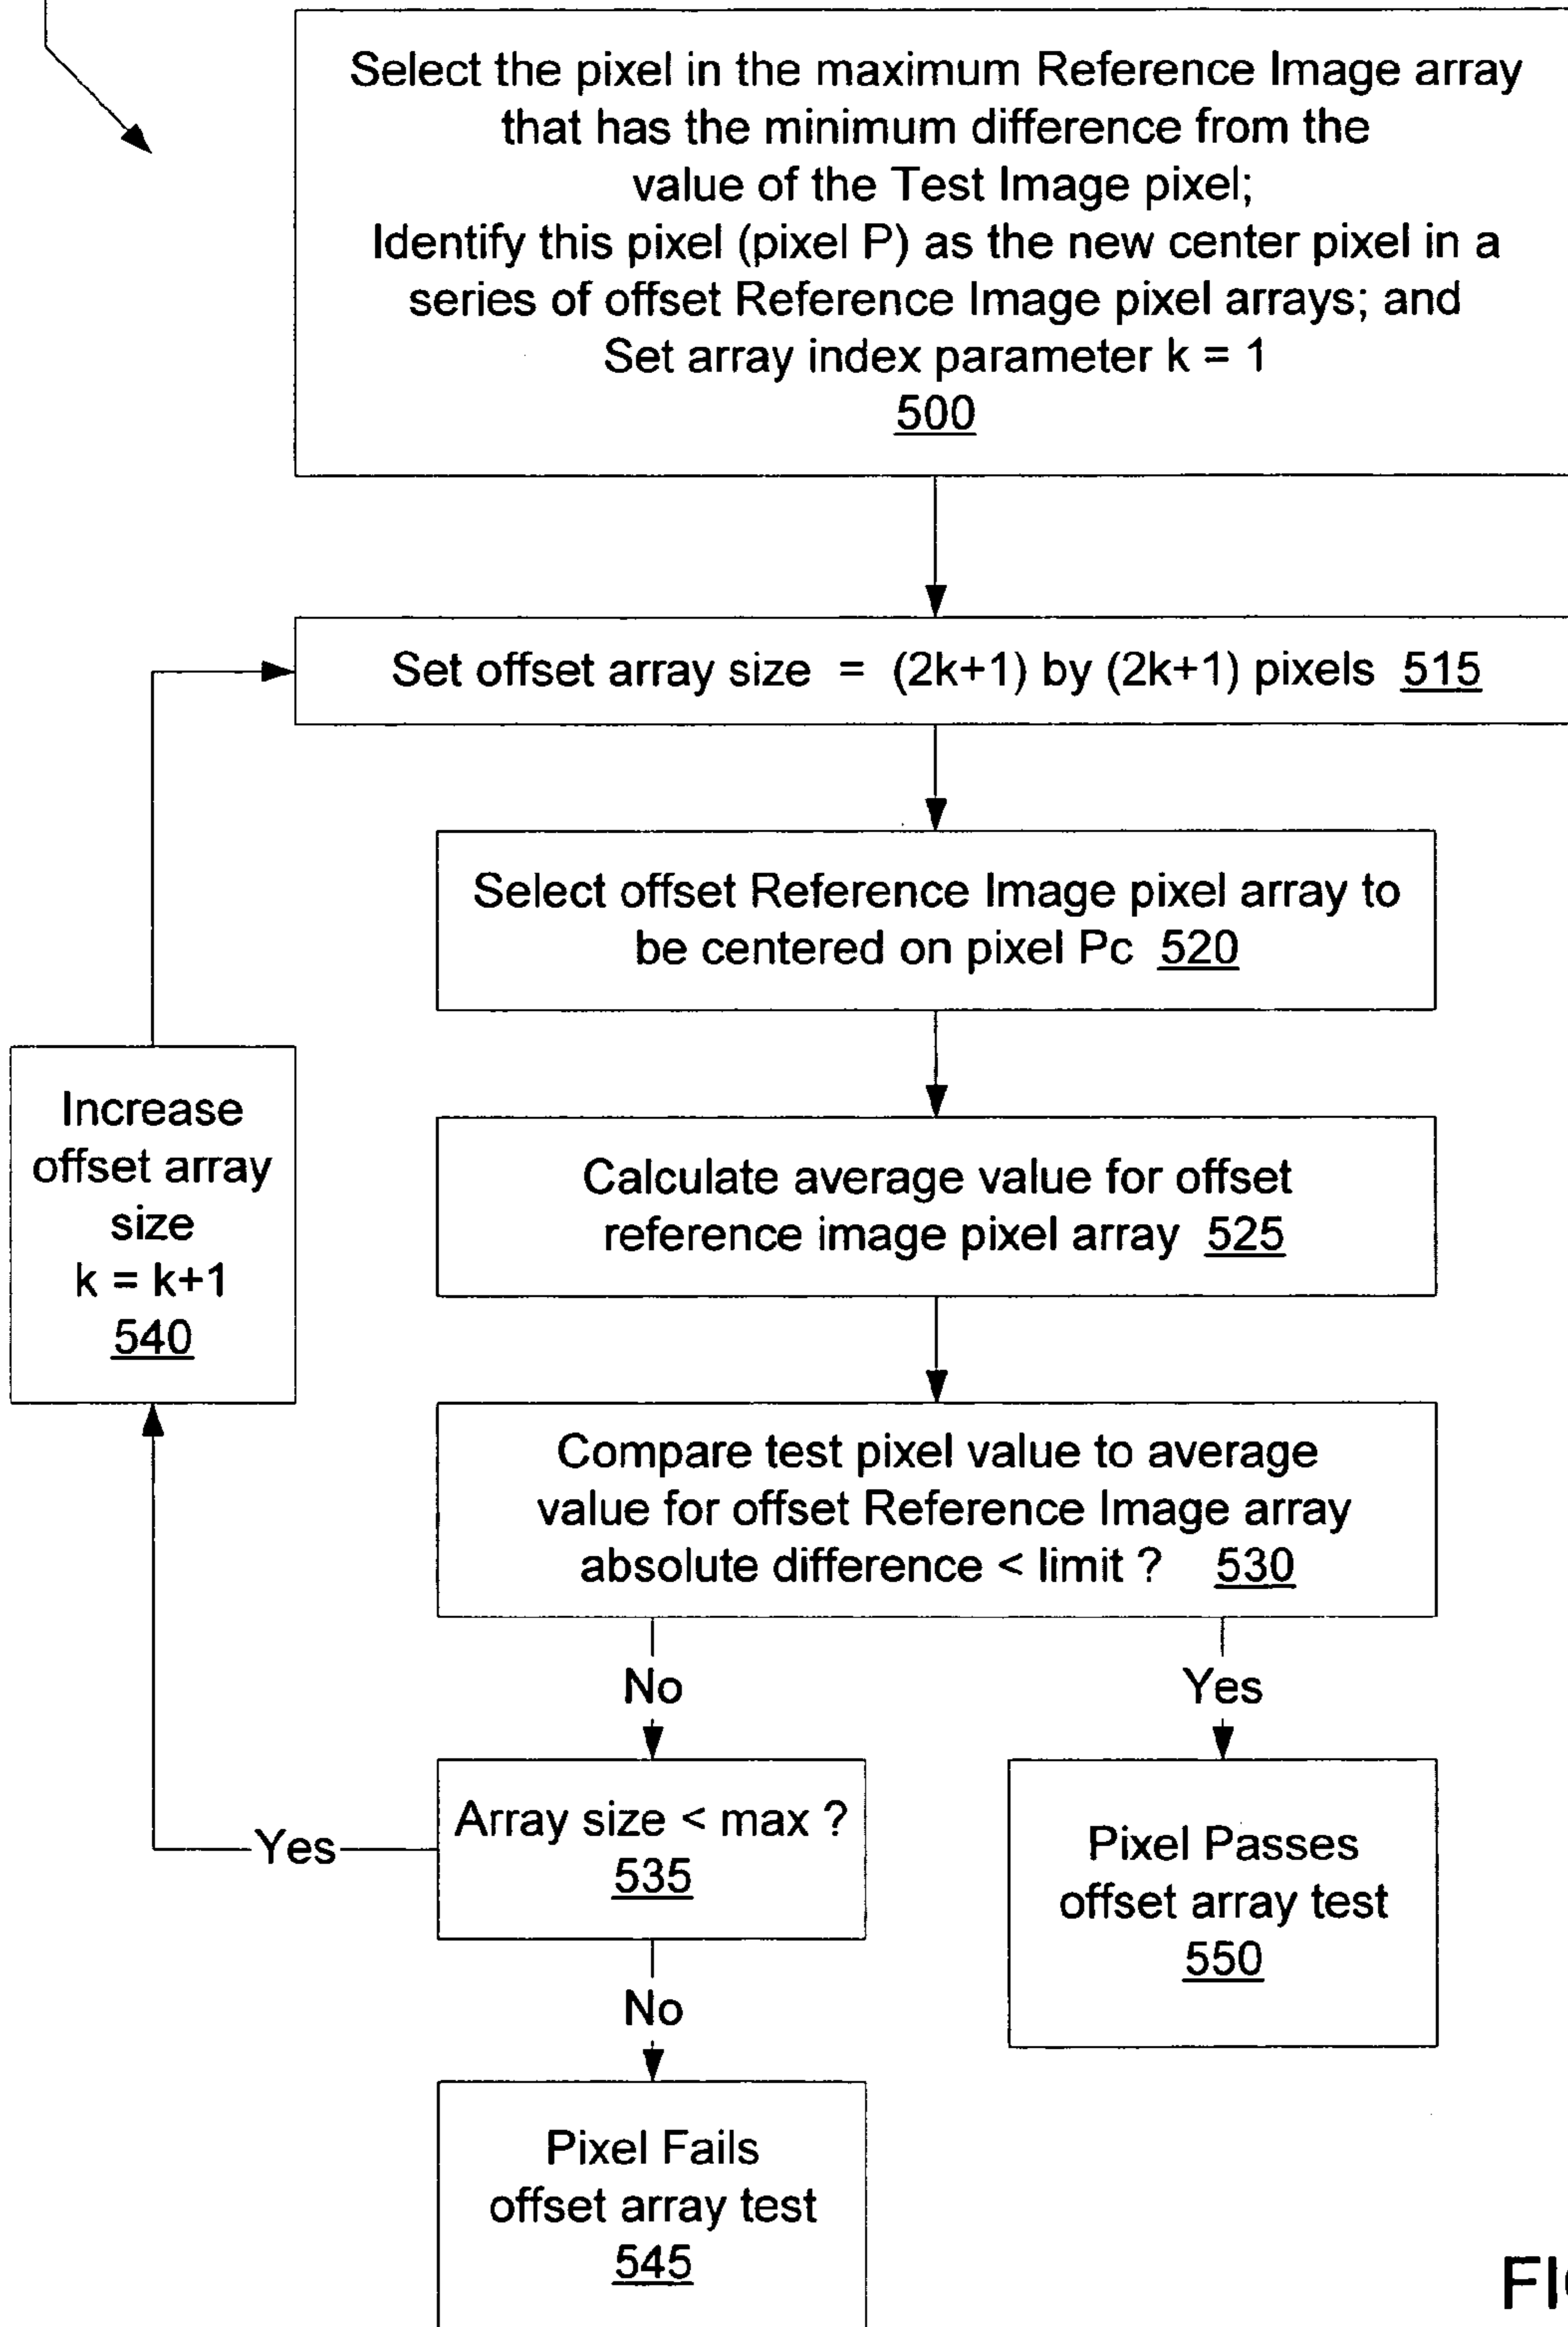 Select the pixel in the maximum Reference Image array
that has the minimum difference from the
value of the Test Image pixel;
Identify this pixel (pixel P) as the new center pixel in a
series of offset Reference Image pixel arrays; and
Set array index parameter k = 1
500
Set offset array size = (2k+1) by (2k+1) pixels 515
Select offset Reference Image pixel array to
be centered on pixel Pc 520
Increase
offset array
size
k = k+1
540
Calculate average value for offset
reference image pixel array 525
Compare test pixel value to average
value for offset Reference Image array
absolute difference < limit ? 530
No
Yes
Array size < max ?
535
Yes
Pixel Passes
offset array test
550
No
Pixel Fails
offset array test
545